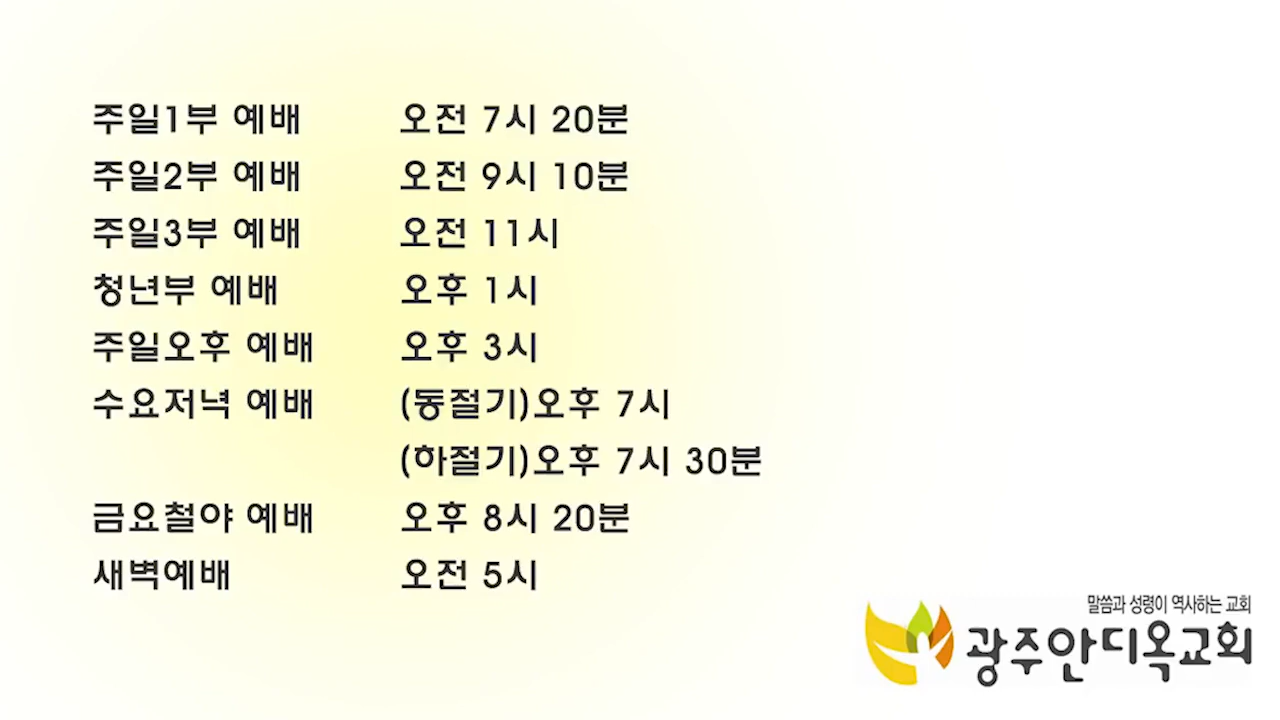 주일1부 예배 오전 7시 20분
주일2부 예배 오전 9시 10분
주일3부 예배 오전 11시
청년부 예배 오후 1시
주일오후 예배 오후 3시
수요저녁 예배 (동절기)오후 7시
(하절기)오후 7시 30분
금요철야 예배 오후 8시 20분
새벽예배 오전 5시
말씀과 성령이 역사하는 교회
광주안디옥교회